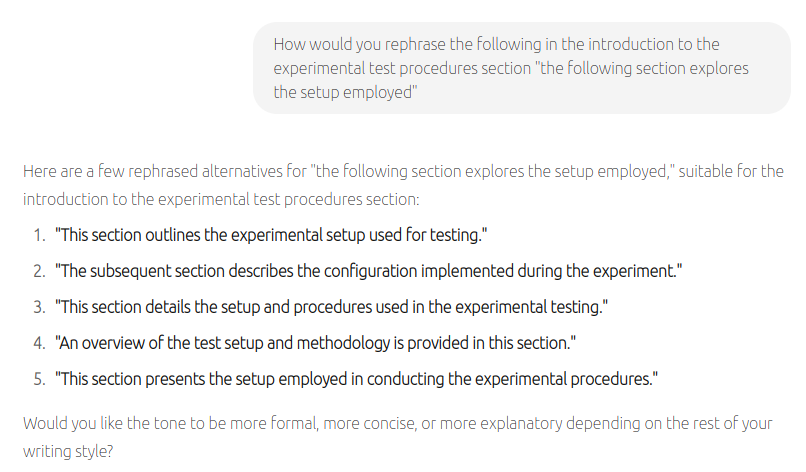 How would you rephrase the following in the introduction to the
experimental test procedures section "the following section explores
the setup employed"
Here are a few rephrased alternatives for "the following section explores the setup employed," suitable for the
introduction to the experimental test procedures section:
1. "This section outlines the experimental setup used for testing."
2. "The subsequent section describes the configuration implemented during the experiment."
3. "This section details the setup and procedures used in the experimental testing."
4. "An overview of the test setup and methodology is provided in this section."
5. "This section presents the setup employed in conducting the experimental procedures."
Would you like the tone to be more formal, more concise, or more explanatory depending on the rest of your
writing style?